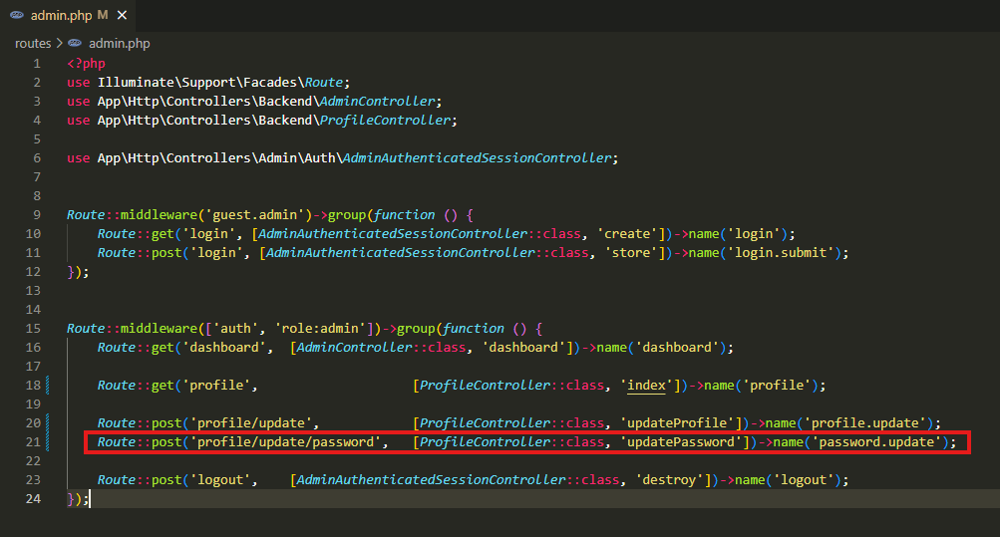 admin.php M
routes > admin.php
1 <?php
2 use Illuminate\Support\Facades\Route;
3 use App\Http\Controllers\Backend\AdminController;
4 use App\Http\Controllers\Backend\ProfileController;
5
6 use App\Http\Controllers\Admin\Auth\AdminAuthenticatedSessionController;
7
8
9 Route::middleware('guest.admin')->group(function () {
10     Route::get('login', [AdminAuthenticatedSessionController::class, 'create'])->name('login');
11     Route::post('login', [AdminAuthenticatedSessionController::class, 'store'])->name('login.submit');
12 });
13
14
15 Route::middleware(['auth', 'role:admin'])->group(function () {
16     Route::get('dashboard',  [AdminController::class, 'dashboard'])->name('dashboard');
17
18     Route::get('profile',                    [ProfileController::class, 'index'])->name('profile');
19
20     Route::post('profile/update',            [ProfileController::class, 'updateProfile'])->name('profile.update');
21     Route::post('profile/update/password',   [ProfileController::class, 'updatePassword'])->name('password.update');
22
23     Route::post('logout',    [AdminAuthenticatedSessionController::class, 'destroy'])->name('logout');
24 });